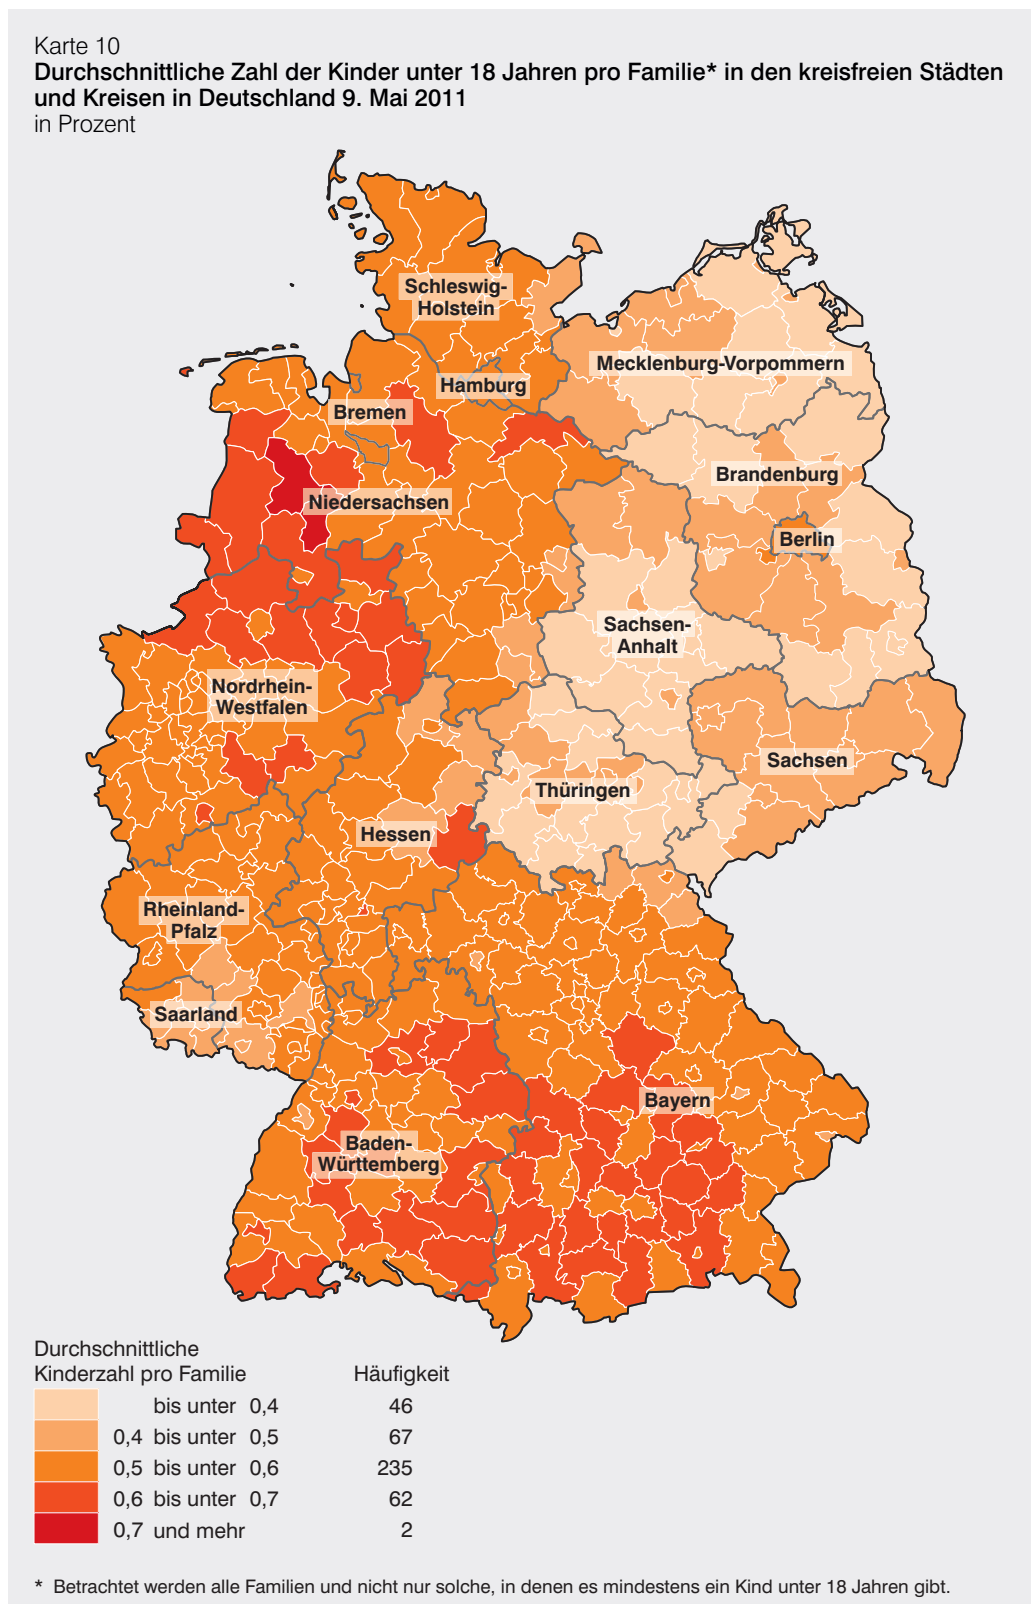 Karte 10
Durchschnittliche Zahl der Kinder unter 18 Jahren pro Familie* in den kreisfreien Städten
und Kreisen in Deutschland 9. Mai 2011
in Prozent
Schleswig-
Holstein
Mecklenburg-Vorpommern
Hamburg
Bremen
Brandenburg
Niedersachsen
Berlin
Sachsen-
Anhalt
Nordrhein-
Westfalen
Sachsen
Thüringen
Hessen
Rheinland-
Pfalz
Saarland
Bayern
Baden-
Württemberg
Durchschnittliche
Kinderzahl pro Familie Häufigkeit
bis unter 0,4 46
0,4 bis unter 0,5 67
0,5 bis unter 0,6 235
0,6 bis unter 0,7 62
0,7 und mehr 2
* Betrachtet werden alle Familien und nicht nur solche, in denen es mindestens ein Kind unter 18 Jahren gibt.